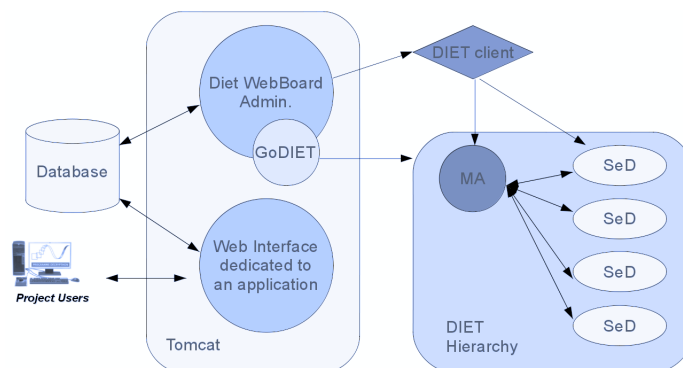 DIET client
Diet WebBoard
Admin.
GoDIET
Database
MA
SeD
SeD
SeD
SeD
Web Interface
dedicated to
an application
Project Users
Tomcat
DIET
Hierarchy